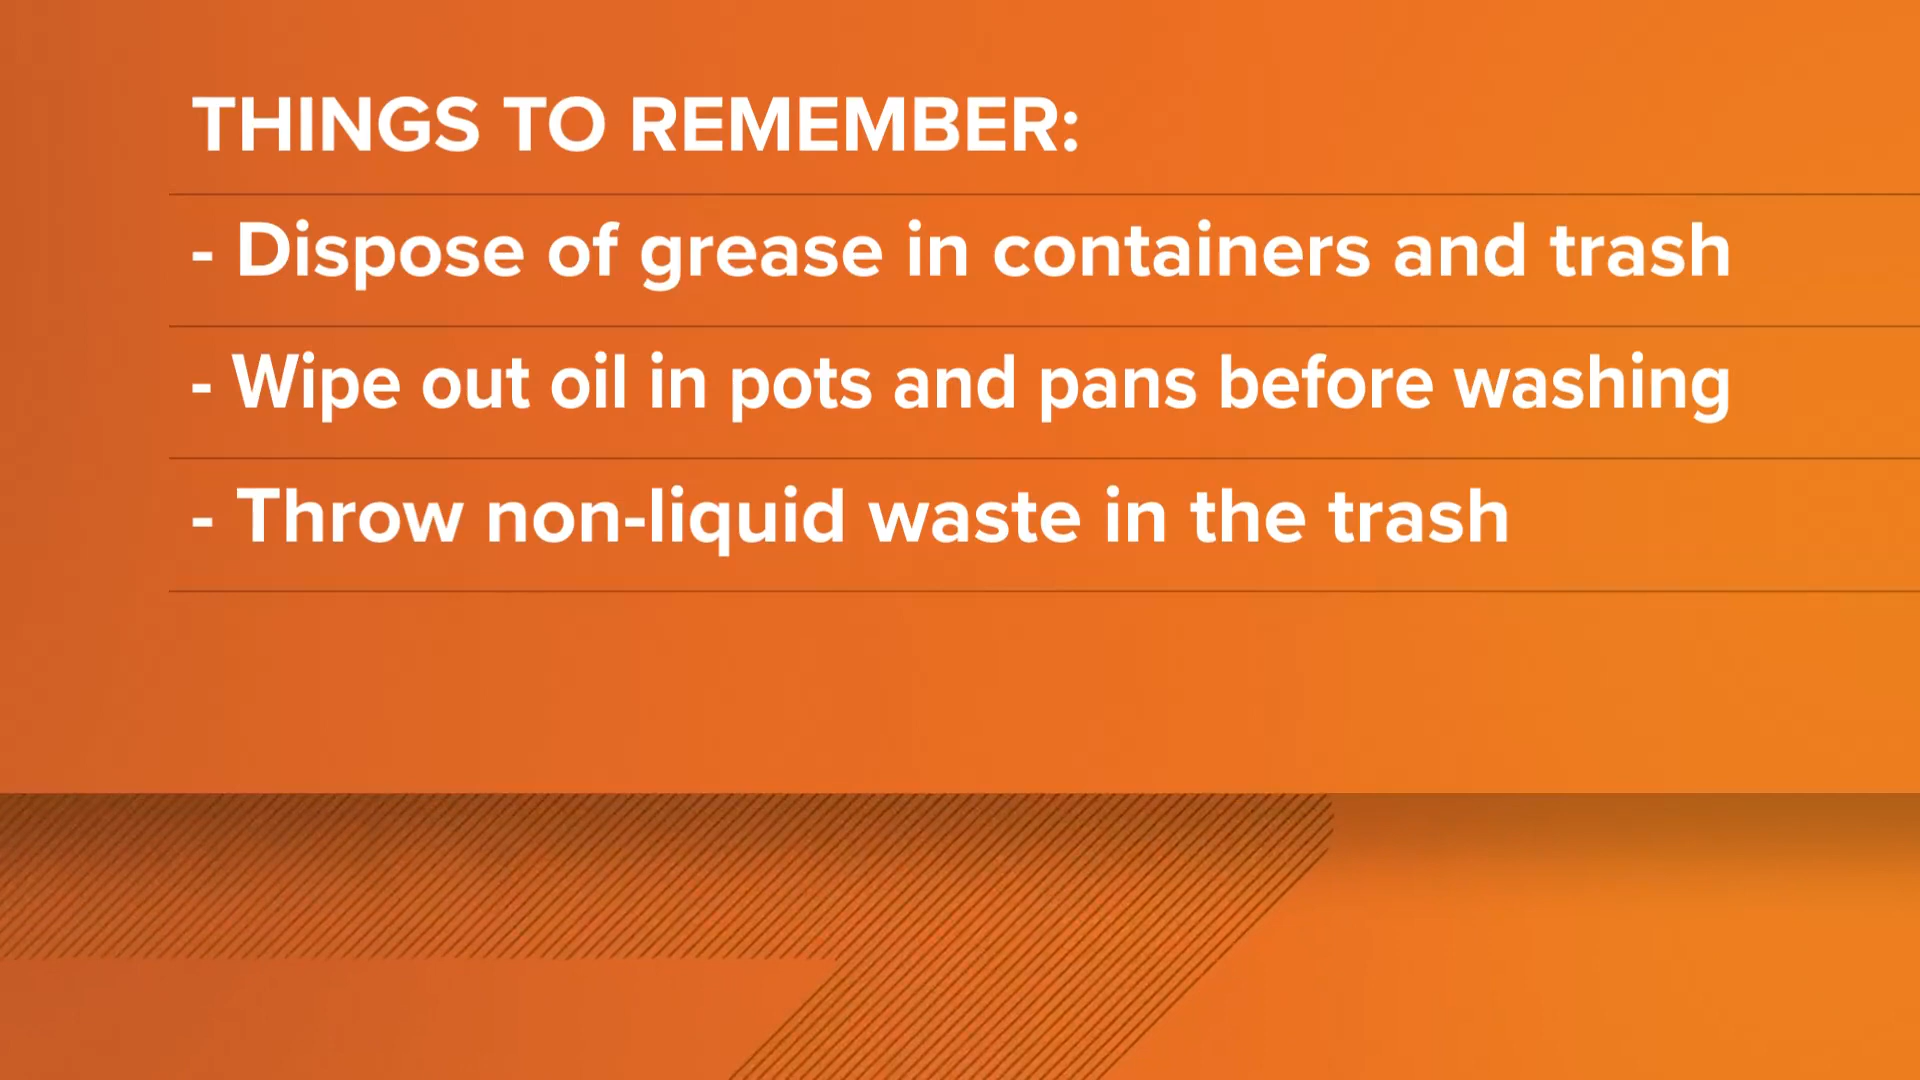 THINGS TO REMEMBER:
- Dispose of grease in containers and trash
- Wipe out oil in pots and pans before washing
- Throw non-liquid waste in the trash